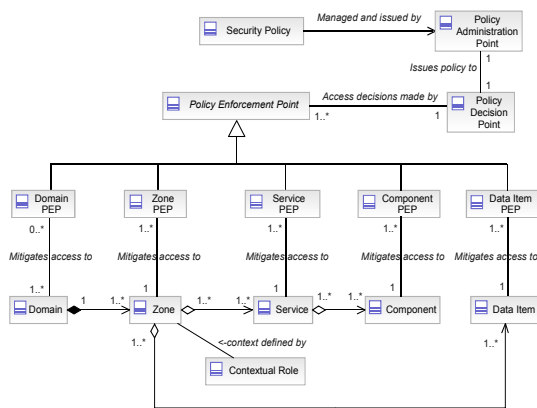 Security Policy
Managed and issued by
Policy
Administration
Point
1
Issues policy to
1
Policy Enforcement Point
Access decisions made by
1..*
1
Policy
Decision
Point
Domain
PEP
Zone
PEP
Service
PEP
Component
PEP
Data Item
PEP
0..*
1..*
1..*
1..*
1..*
Mitigates access to
Mitigates access to
Mitigates access to
Mitigates access to
Mitigates access to
1..*
1
1
1
1
Domain
1
1..*
Zone
1..*
1..*
Service
0..*
1..*
Component
Data Item
1..*
<-context defined by
1..*
Contextual Role